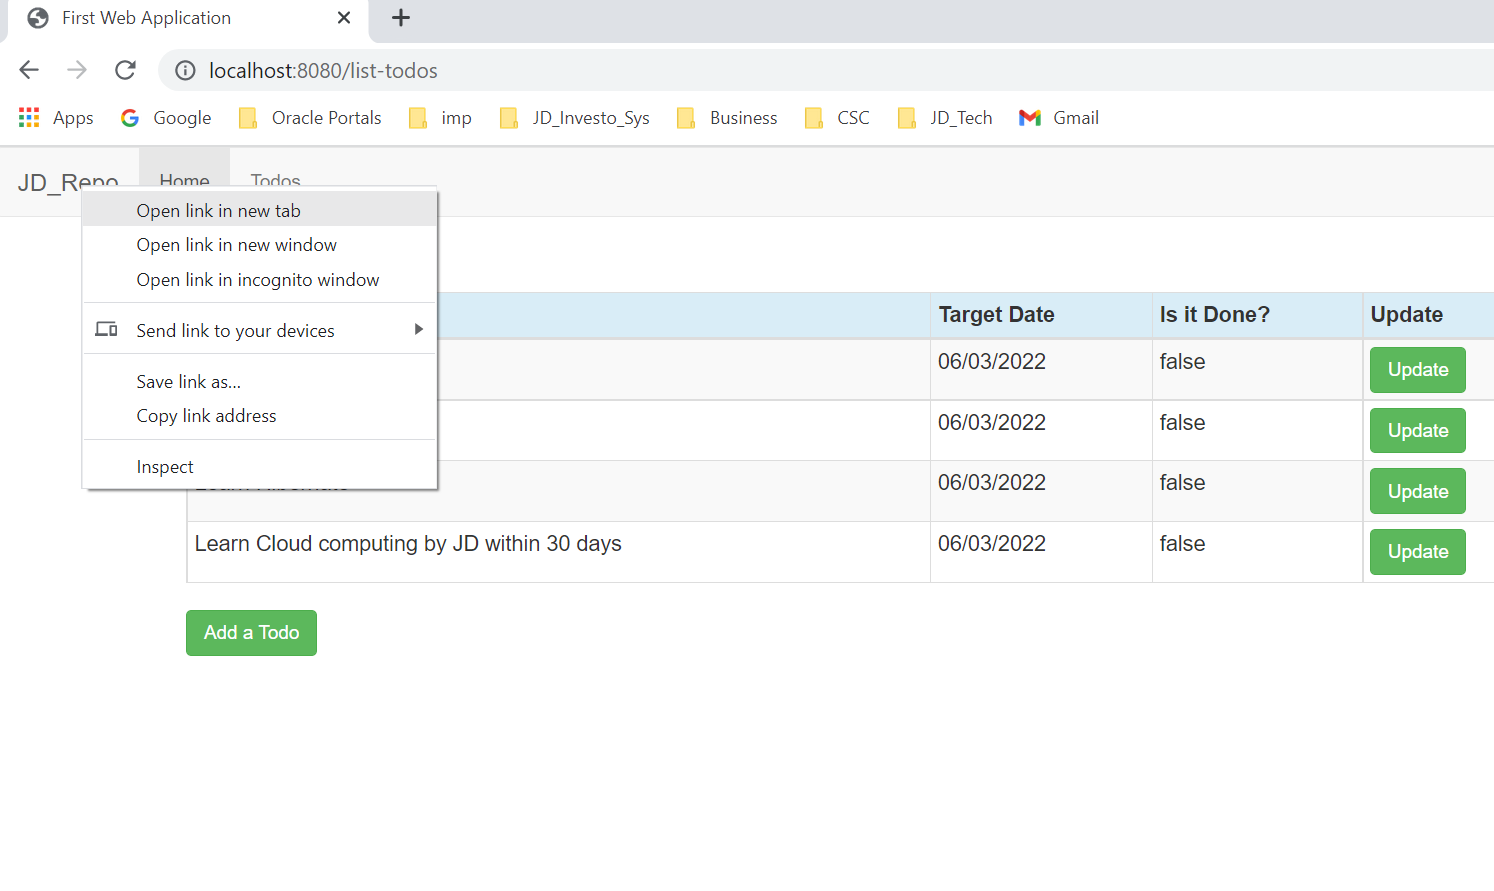 First Web Application
localhost:8080/list-todos
Apps Google Oracle Portals imp JD_Investo_Sys Business CSC JD_Tech Gmail
JD_Repo Home Todos
Open link in new tab
Open link in new window
Open link in incognito window
Send link to your devices
Save link as...
Copy link address
Inspect
Target Date Is it Done? Update
06/03/2022 false Update
06/03/2022 false Update
06/03/2022 false Update
Learn Cloud computing by JD within 30 days 06/03/2022 false Update
Add a Todo